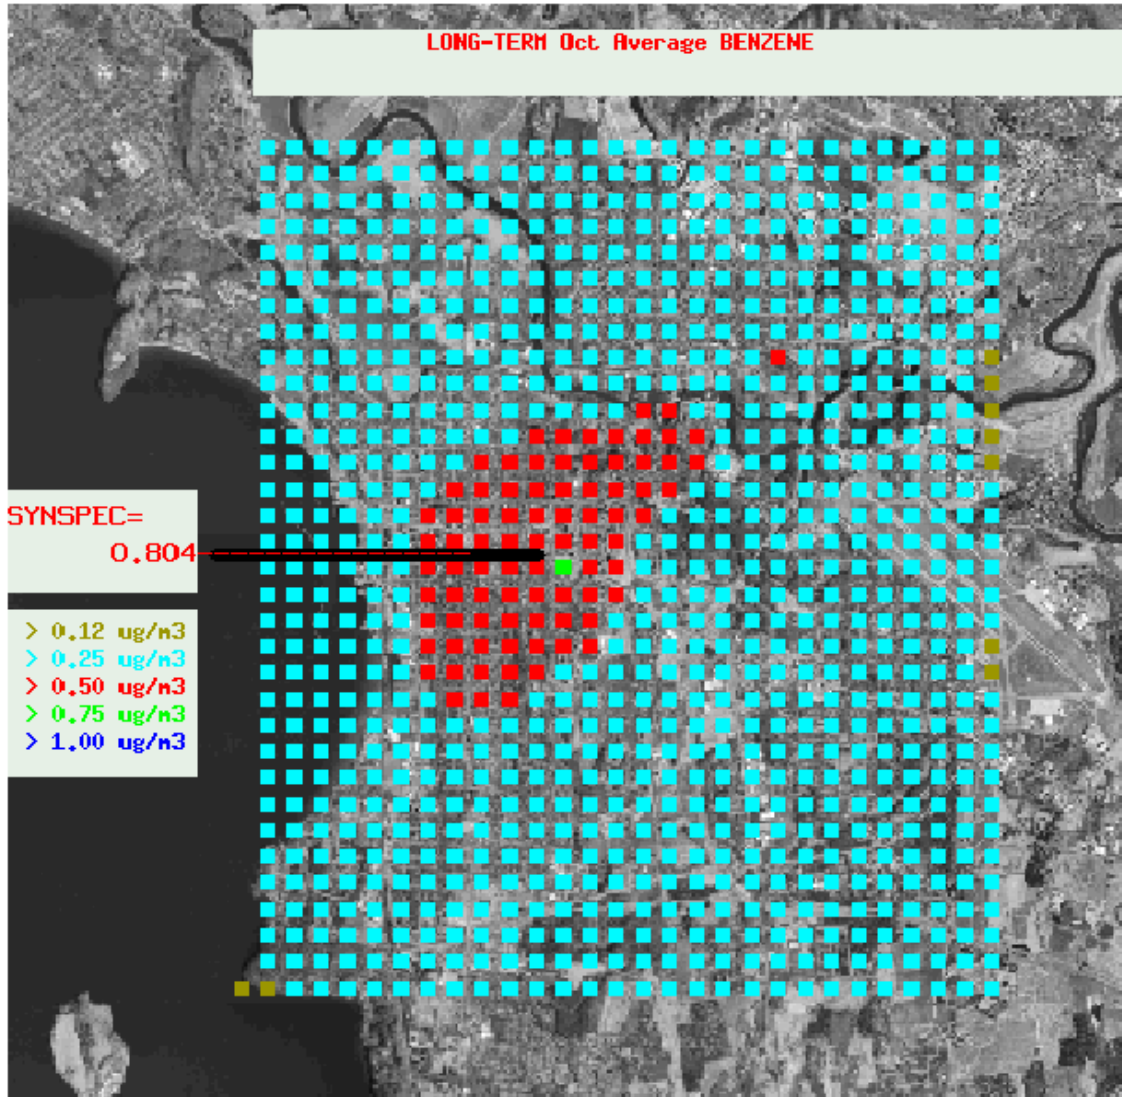 LONG-TERM Oct Average BENZENE
SYNSPEC=
0.804
> 0.12 ug/m3
> 0.25 ug/m3
> 0.50 ug/m3
> 0.75 ug/m3
> 1.00 ug/m3